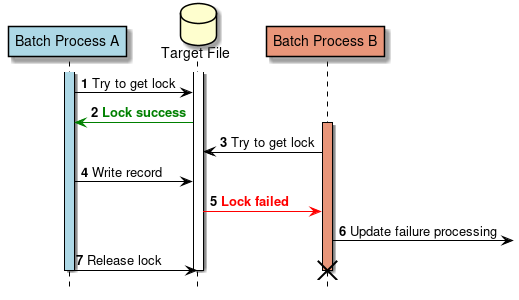 Batch Process A
Target File
Batch Process B
1 Try to get lock
2 Lock success
3 Try to get lock
4 Write record
5 Lock failed
6 Update failure processing
7 Release lock